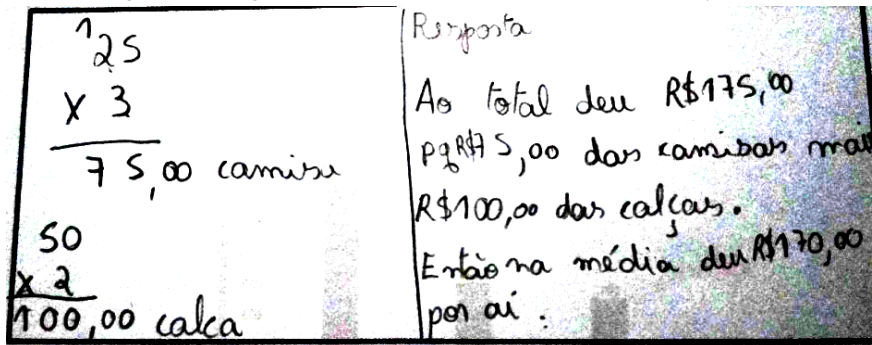 1
25
x 3
75,00 camisa
50
x 2
100,00 calca
Resposta
Ao total deu R$175,00
pq R$75,00 das camisas mais
R$100,00 das calças.
Então na média deu R$170,00
por ai.